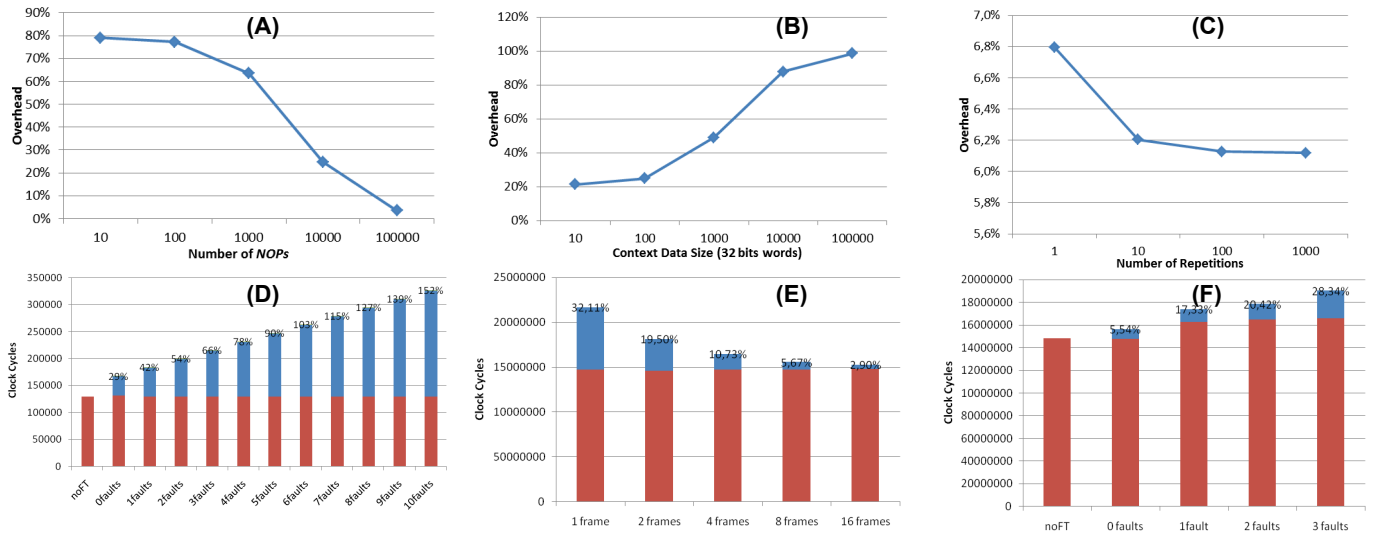 (A)
90%
80%
70%
60%
50%
40%
30%
20%
10%
0%
Overhead
10 100 1000 10000 100000
Number of NOPs
(B)
120%
100%
80%
60%
40%
20%
0%
Overhead
10 100 1000 10000 100000
Context Data Size (32 bits words)
(C)
7,0%
6,8%
6,6%
6,4%
6,2%
6,0%
5,8%
5,6%
Overhead
1 10 100 1000
Number of Repetitions
(D)
350000
300000
250000
200000
150000
100000
50000
0
Clock Cycles
29% 42% 54% 66% 78% 90% 103% 115% 127% 139% 152%
noFT 0faults 1faults 2faults 3faults 4faults 5faults 6faults 7faults 8faults 9faults 10faults
(E)
25000000
20000000
15000000
10000000
50000000
0
Clock Cycles
32,11% 19,50% 10,73% 5,67% 2,90%
1 frame 2 frames 4 frames 8 frames 16 frames
(F)
20000000
18000000
16000000
14000000
12000000
10000000
80000000
60000000
40000000
20000000
0
Clock Cycles
5,54% 17,33% 20,42% 28,34%
noFT 0 faults 1fault 2 faults 3 faults